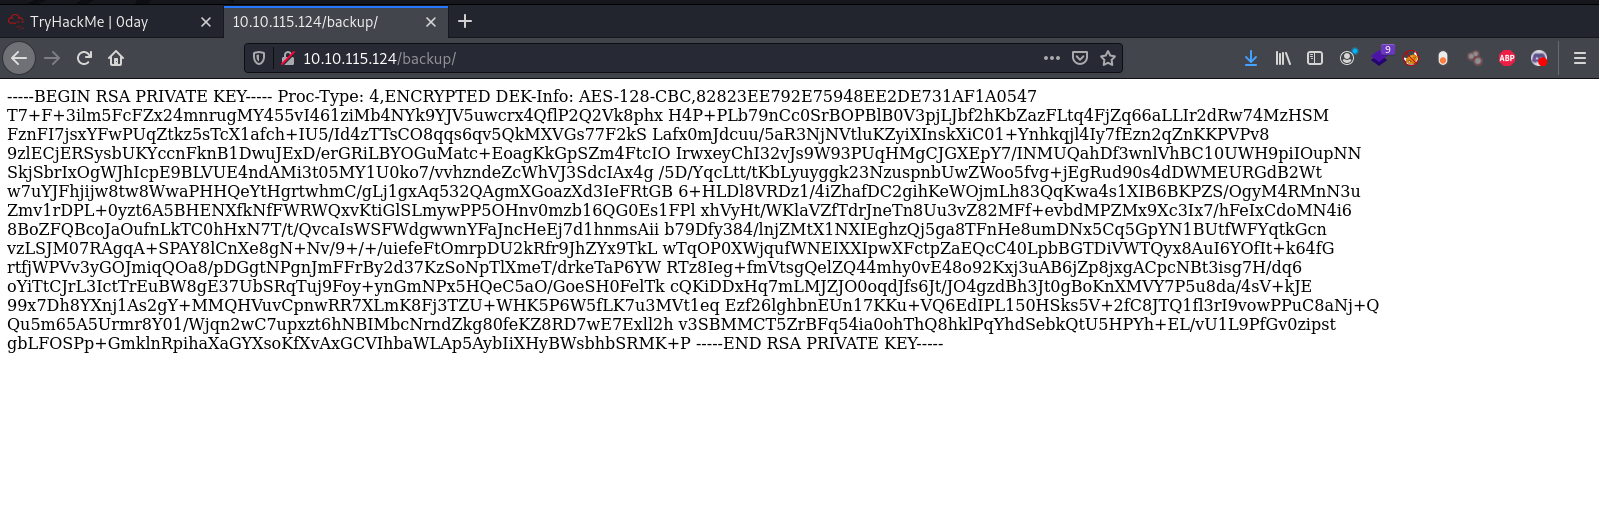 TryHackMe | 0day
10.10.115.124/backup/
10.10.115.124/backup/
9
ABP
-----BEGIN RSA PRIVATE KEY----- Proc-Type: 4,ENCRYPTED DEK-Info: AES-128-CBC,82823EE792E75948EE2DE731AF1A0547
T7+F+3ilm5FcFZx24mnrugMY455vI461ziMb4NYk9YJV5uwcrx4QflP2Q2Vk8phx H4P+PLb79nCc0SrBOPBlB0V3pjLJbf2hKbZazFLtq4FjZq66aLLIr2dRw74MzHSM
FznFI7jsxYFwPUqZtkz5sTcX1afch+IU5/Id4zTTsCO8qqs6qv5QkMXVGs77F2kS Lafx0mJdcuu/5aR3NjNVtluKZyiXInskXiC01+Ynhkqjl4Iy7fEzn2qZnKKPVPv8
9zlECjERSysbUKYccnFknB1DwuJExD/erGRiLBYOGuMatc+EoagKkGpSZm4FtcIO IrwxeyChI32vJs9W93PUqHMgCJGXEpY7/INMUQahDf3wnlVhBC10UWH9piIOupNN
SkjSbrIxOgWJhIcpE9BLVUE4ndAMi3t05MY1U0ko7/vvhzndeZcWhVJ3SdcIAx4g /5D/YqcLtt/tKbLyuyggk23NzuspnbUwZWoo5fvg+jEgRud90s4dDWMEURGdB2Wt
w7uYJFhjijw8tw8WwaPHHQeYtHgrtwhmC/gLj1gxAq532QAgmXGoazXd3IeFRtGB 6+HLDl8VRDz1/4iZhafDC2gihKeWOjmLh83QqKwa4s1XIB6BKPZS/OgyM4RMnN3u
Zmv1rDPL+0yzt6A5BHENXfkNfFWRWQxvKtiGlSLmywPP5OHnv0mzb16QG0Es1FPl xhVyHt/WKlaVZfTdrJneTn8Uu3vZ82MFf+evbdMPZMx9Xc3Ix7/hFeIxCdoMN4i6
8BoZFQBcoJaOufnLkTC0hHxN7T/t/QvcaIsWSFWdgwwnYFaJncHeEj7d1hnmsAii b79Dfy384/lnjZMtX1NXIEghzQj5ga8TFnHe8umDNx5Cq5GpYN1BUtfWFYqtkGcn
vzLSJM07RAgqA+SPAY8lCnXe8gN+Nv/9+/+/uiefeFtOmrpDU2kRfr9JhZYx9TkL wTqOP0XWjqufWNEIXXIpwXFctpZaEQcC40LpbBGTDiVWTQyx8AuI6YOfIt+k64fG
rtfjWPVv3yGOJmiqQOa8/pDGgtNPgnJmFFrBy2d37KzSoNpTlXmeT/drkeTaP6YW RTz8Ieg+fmVtsgQelZQ44mhy0vE48o92Kxj3uAB6jZp8jxgACpcNBt3isg7H/dq6
oYiTtCJrL3IctTrEuBW8gE37UbSRqTuj9Foy+ynGmNPx5HQeC5aO/GoeSH0FelTk cQKiDDxHq7mLMJZJO0oqdJfs6Jt/JO4gzdBh3Jt0gBoKnXMVY7P5u8da/4sV+kJE
99x7Dh8YXnj1As2gY+MMQHVuvCpnwRR7XLmK8Fj3TZU+WHK5P6W5fLK7u3MVt1eq Ezf26lghbnEUn17KKu+VQ6EdIPL150HSks5V+2fC8JTQ1fl3rI9vowPPuC8aNj+Q
Qu5m65A5Urmr8Y01/Wjqn2wC7upxzt6hNBIMbcNrndZkg80feKZ8RD7wE7Exll2h v3SBMMCT5ZrBFq54ia0ohThQ8hklPqYhdSebkQtU5HPYh+EL/vU1L9PfGv0zipst
gbLFOSPp+GmklnRpihaXaGYXsoKfXvAxGCVIhbaWLAp5AybIiXHyBWsbhbSRMK+P -----END RSA PRIVATE KEY-----